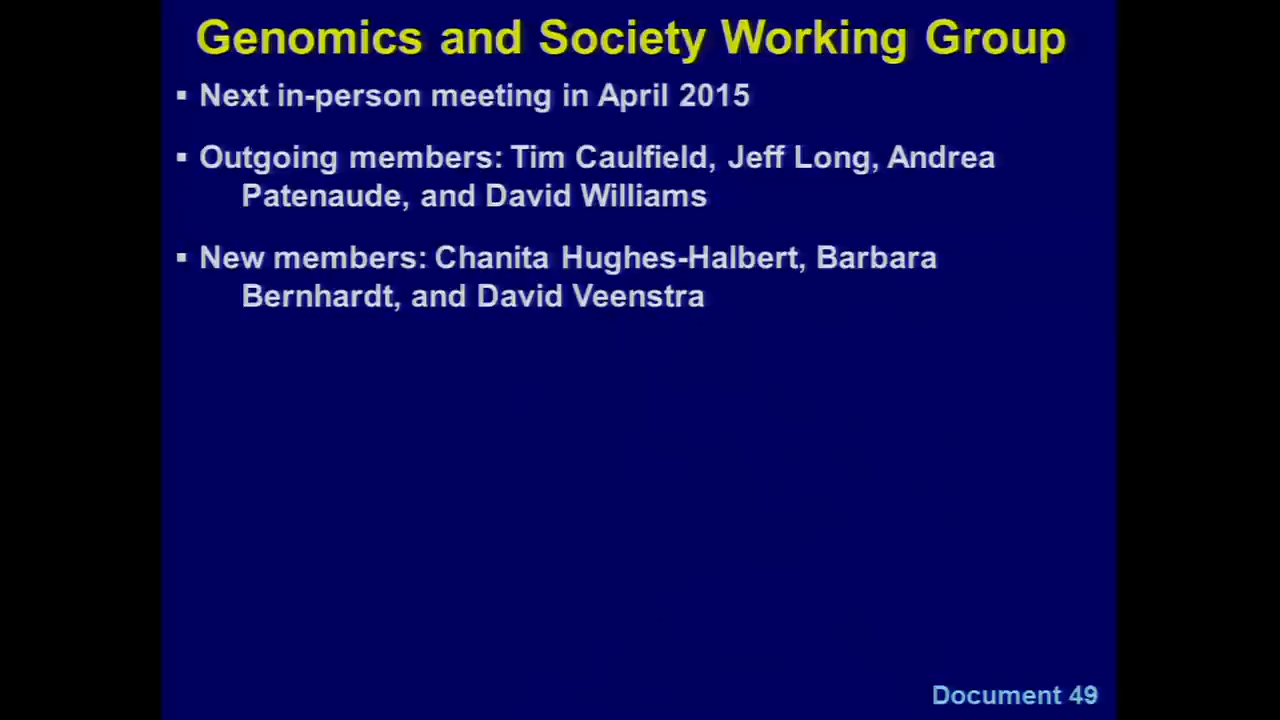 Genomics and Society Working Group
▪ Next in-person meeting in April 2015
▪ Outgoing members: Tim Caulfield, Jeff Long, Andrea
Patenaude, and David Williams
▪ New members: Chanita Hughes-Halbert, Barbara
Bernhardt, and David Veenstra
Document 49